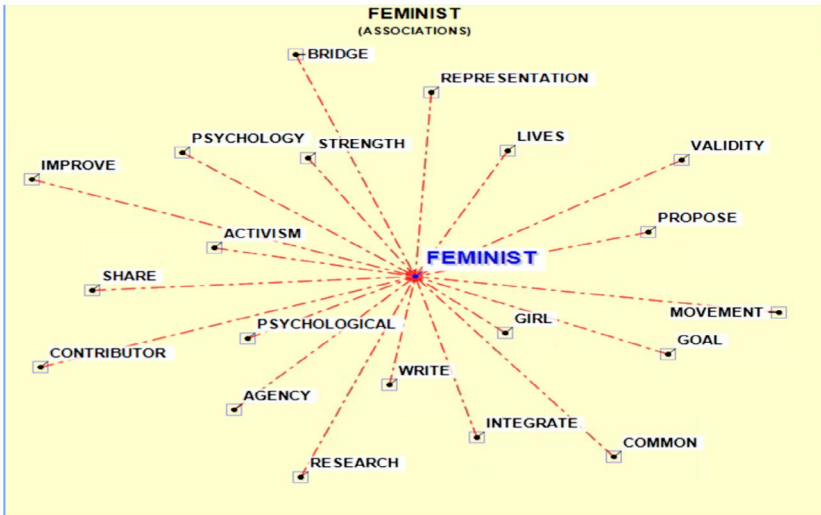 FEMINIST
(ASSOCIATIONS)
BRIDGE
REPRESENTATION
PSYCHOLOGY
STRENGTH
LIVES
VALIDITY
IMPROVE
PROPOSE
ACTIVISM
FEMINIST
SHARE
MOVEMENT
PSYCHOLOGICAL
GIRL
GOAL
CONTRIBUTOR
WRITE
AGENCY
INTEGRATE
COMMON
RESEARCH